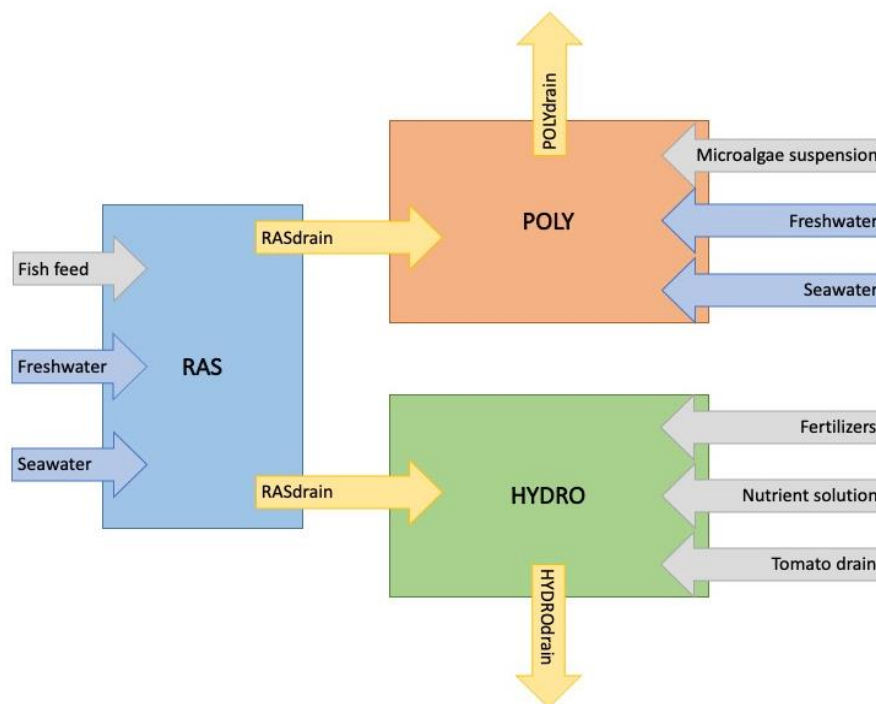 POLYdrain
Microalgae suspension
POLY
Freshwater
RASdrain
Fish feed
Seawater
Freshwater
RAS
Fertilizers
Seawater
RASdrain
HYDRO
Nutrient solution
Tomato drain
HYDROdrain